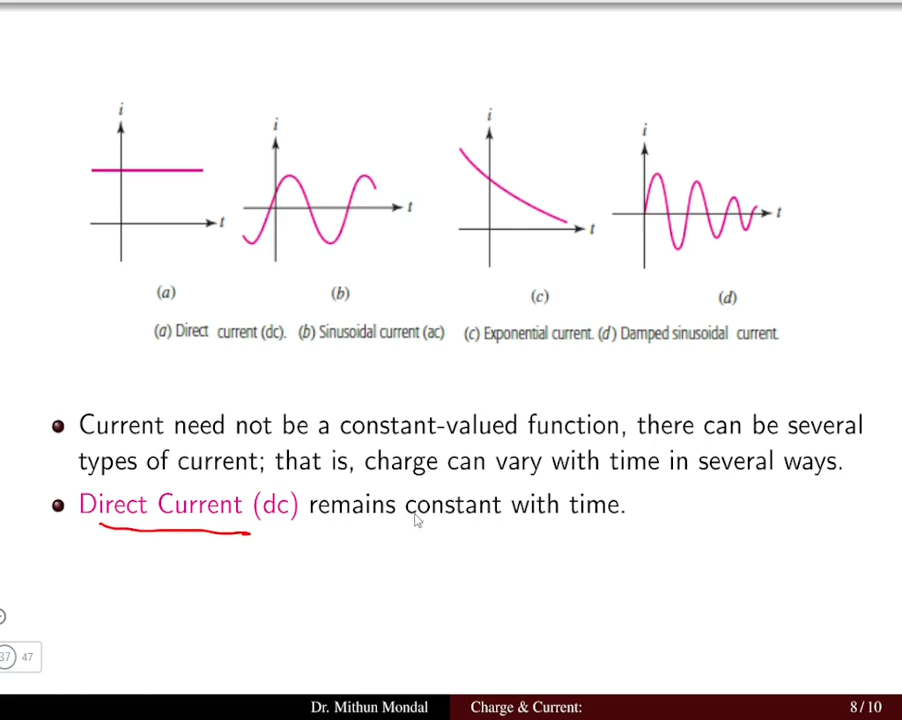 i
i
i
i
t
t
t
t
(a)
(b)
(c)
(d)
(a) Direct current (dc). (b) Sinusoidal current (ac) (c) Exponential current. (d) Damped sinusoidal current.
Current need not be a constant-valued function, there can be several
types of current; that is, charge can vary with time in several ways.
Direct Current (dc) remains constant with time.
37 47
Dr. Mithun Mondal Charge & Current: 8/10